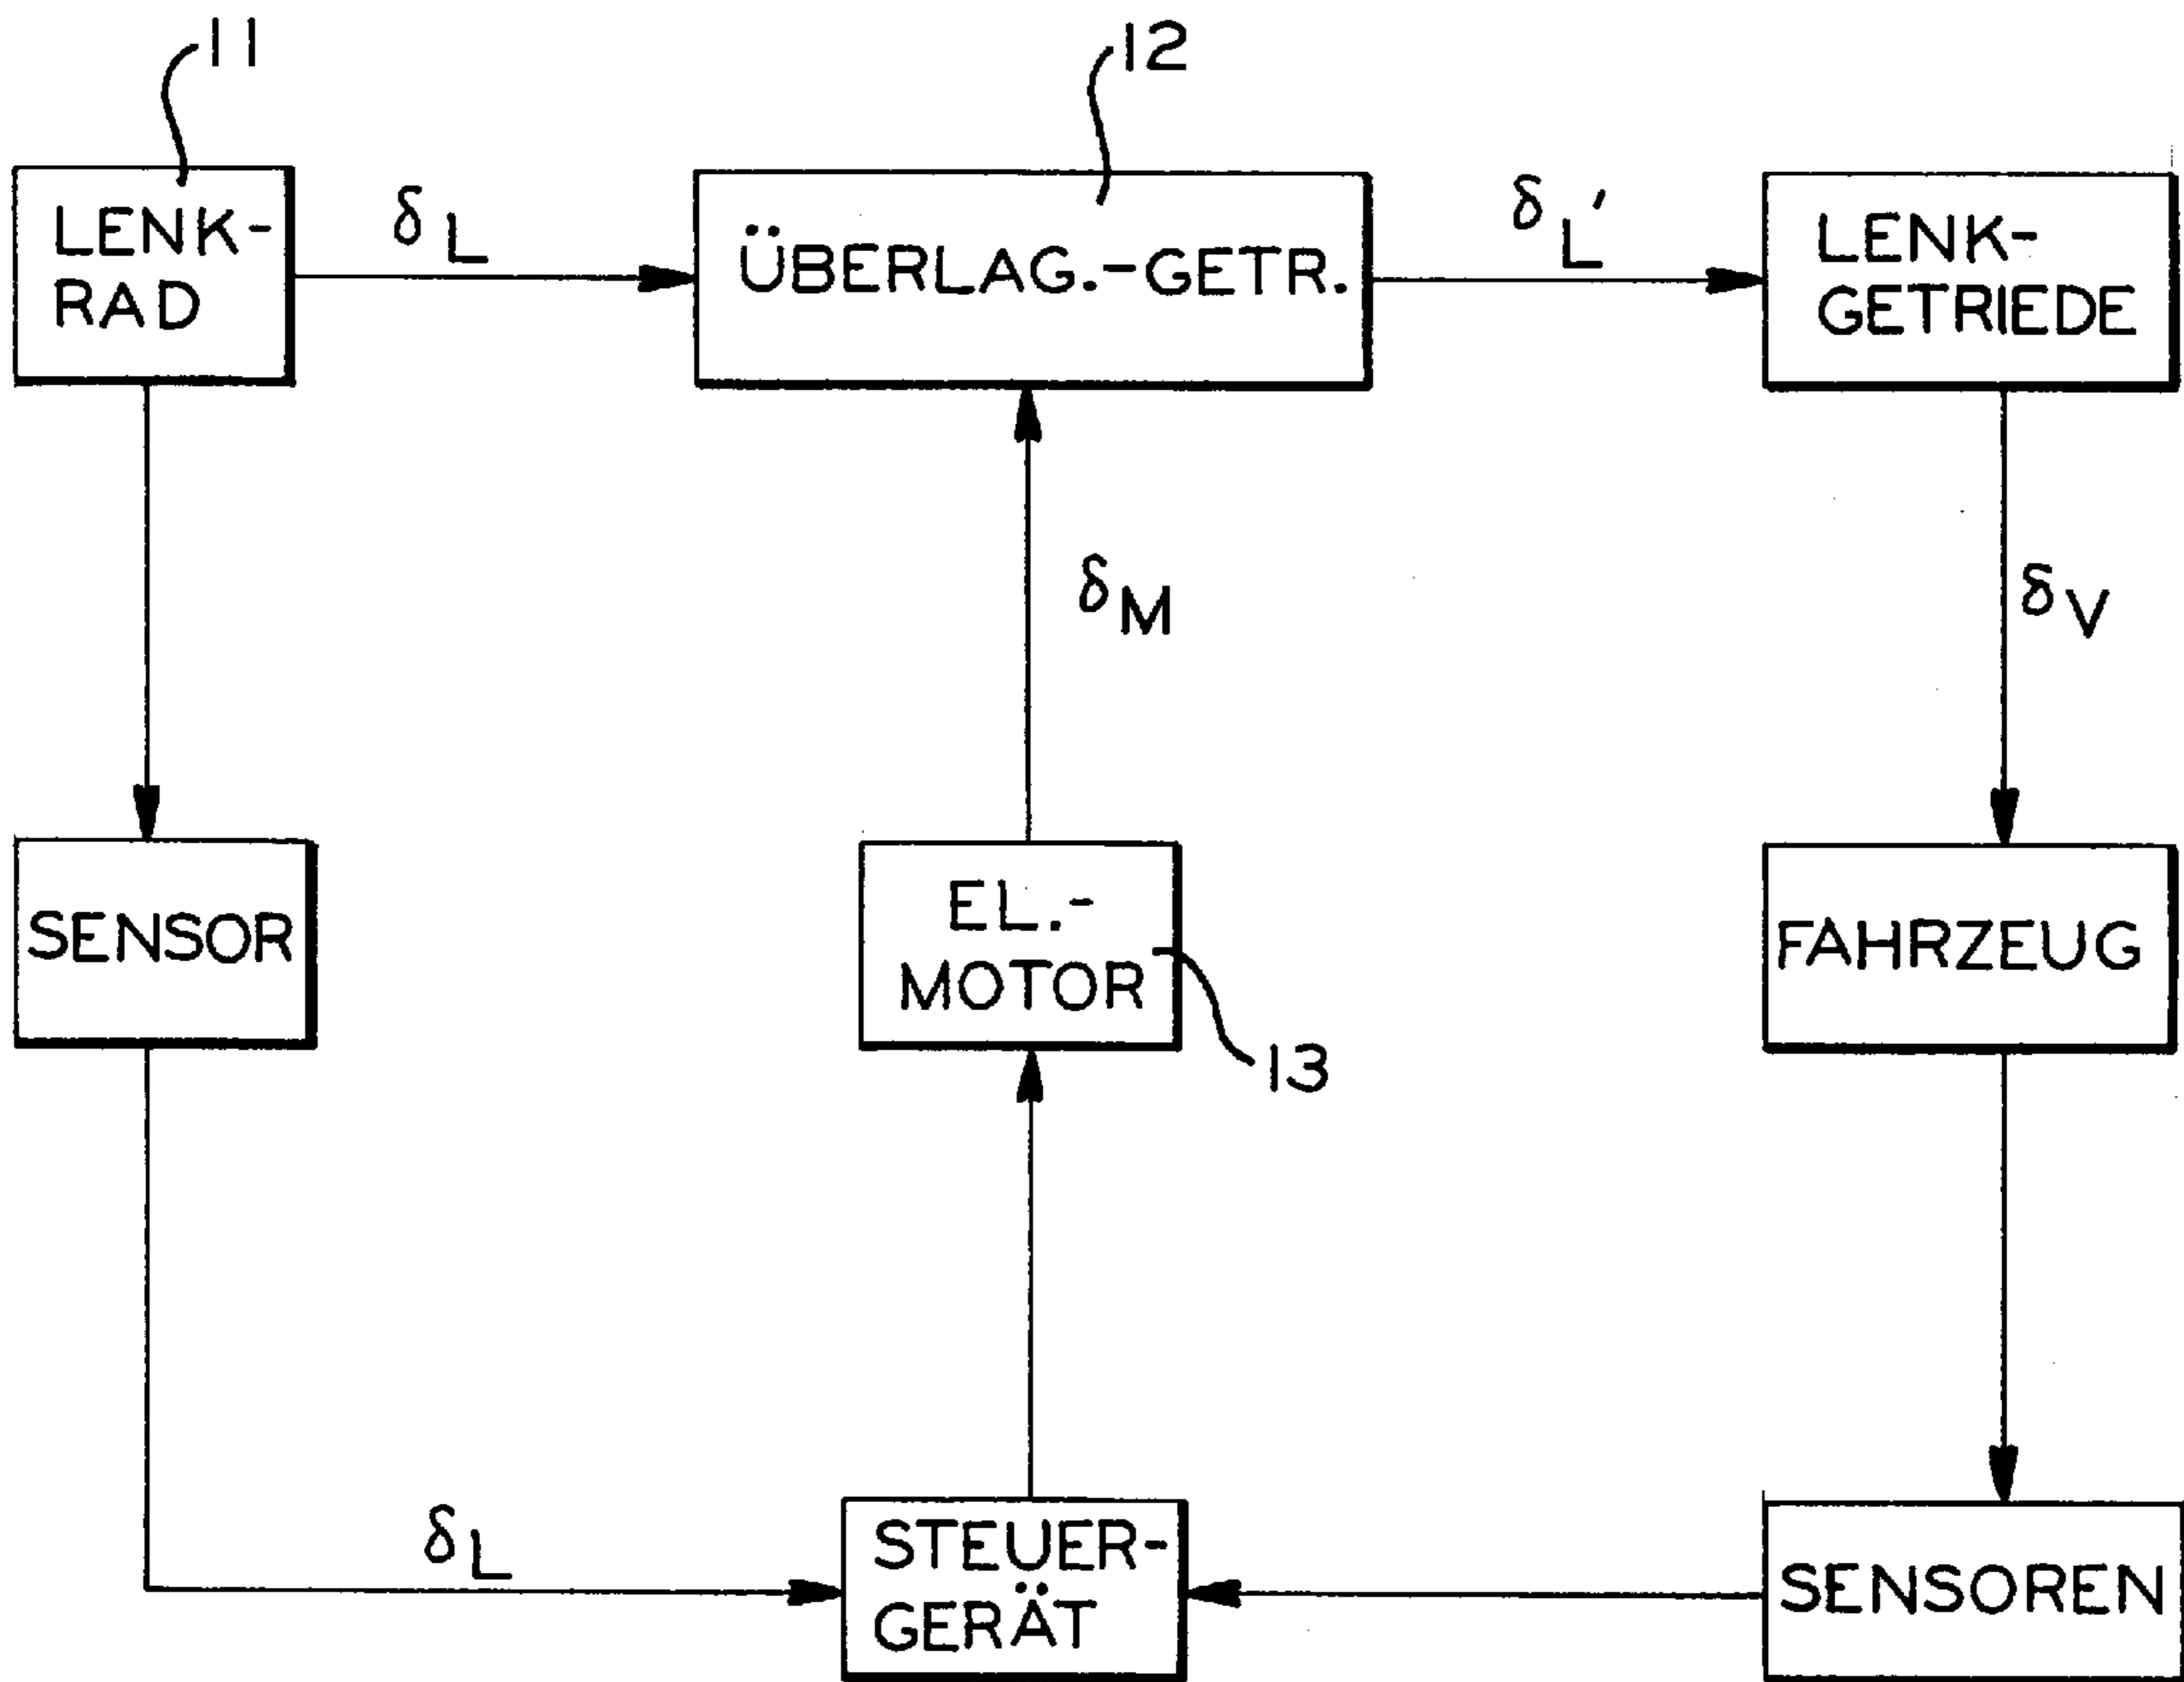 11
12
LENK-
RAD
δL
ÜBERLAG.-GETR.
δL'
LENK-
GETRIEDE
δM
δV
SENSOR
EL.-
MOTOR
13
FAHRZEUG
δL
STEUER-
GERÄT
SENSOREN